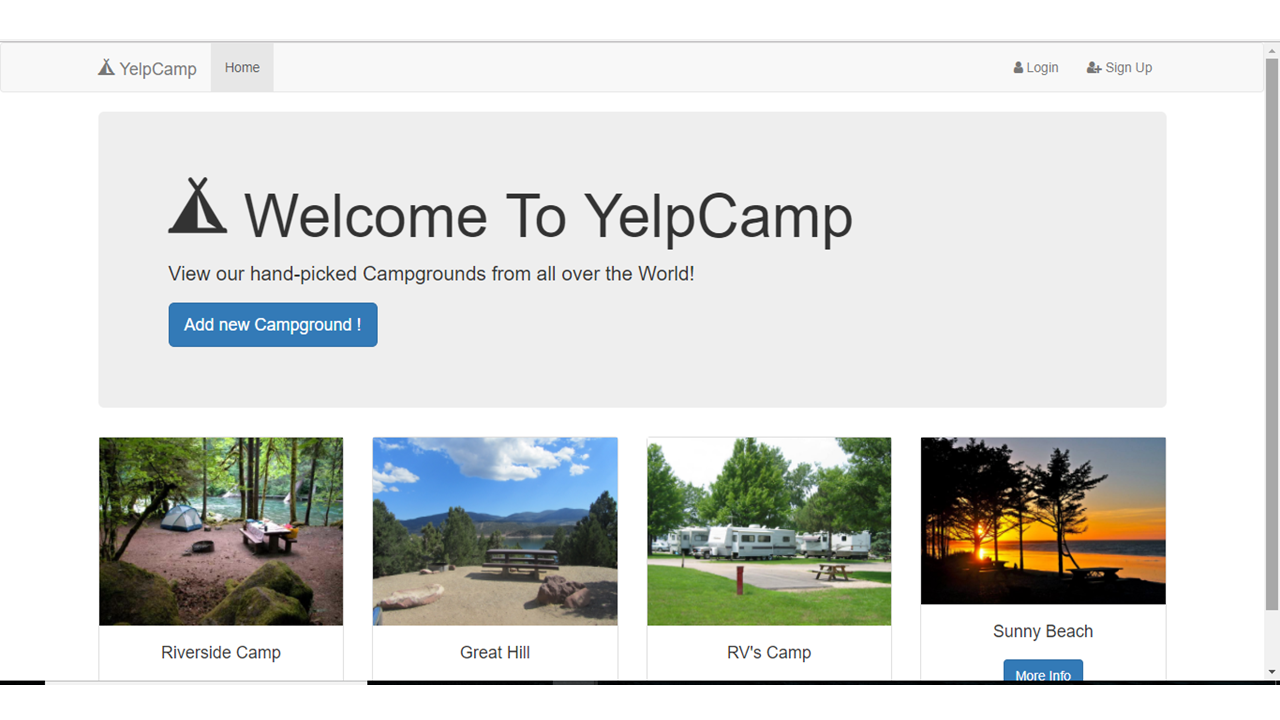 YelpCamp Home Login Sign Up
Welcome To YelpCamp
View our hand-picked Campgrounds from all over the World!
Add new Campground !
Riverside Camp
Great Hill
RV's Camp
Sunny Beach
More Info